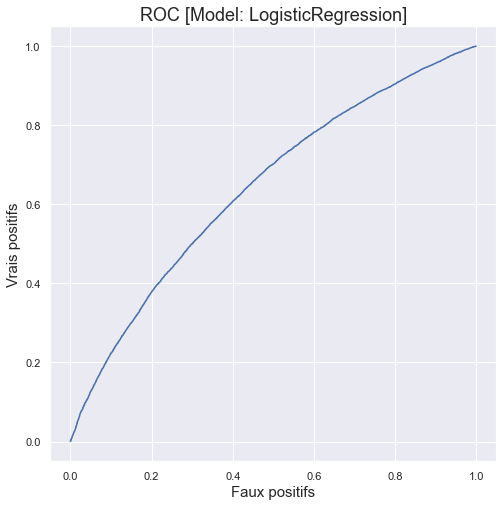 ROC [Model: LogisticRegression]
Vrais positifs
1.0
0.8
0.6
0.4
0.2
0.0
0.0 0.2 0.4 0.6 0.8 1.0
Faux positifs